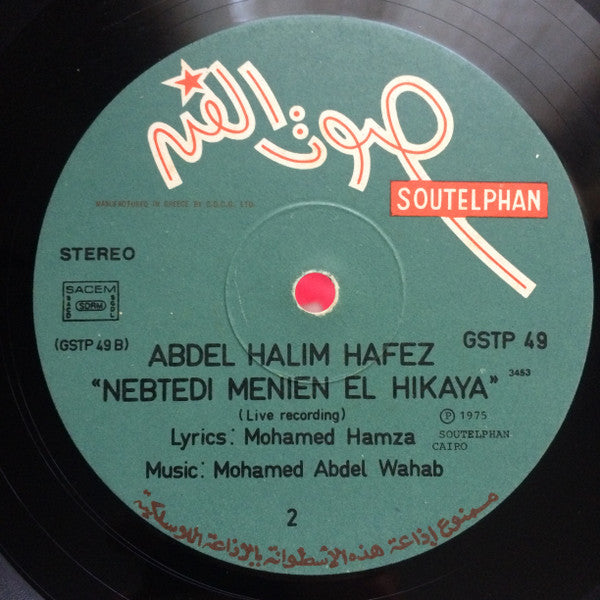 صوت الفن
SOUTELPHAN
MANUFACTURED IN GREECE BY C.D.C.G. LTD.
STEREO
SACEM
SACD SDRM SGDL
(GSTP 49 B)
GSTP 49
ABDEL HALIM HAFEZ
"NEBTEDI MENIEN EL HIKAYA"
3453
(Live recording)
Ⓟ 1975
Lyrics: Mohamed Hamza
SOUTELPHAN
CAIRO
Music: Mohamed Abdel Wahab
2
ممنوع إذاعة هذه الأسطوانة بالإذاعة اللاسلكية